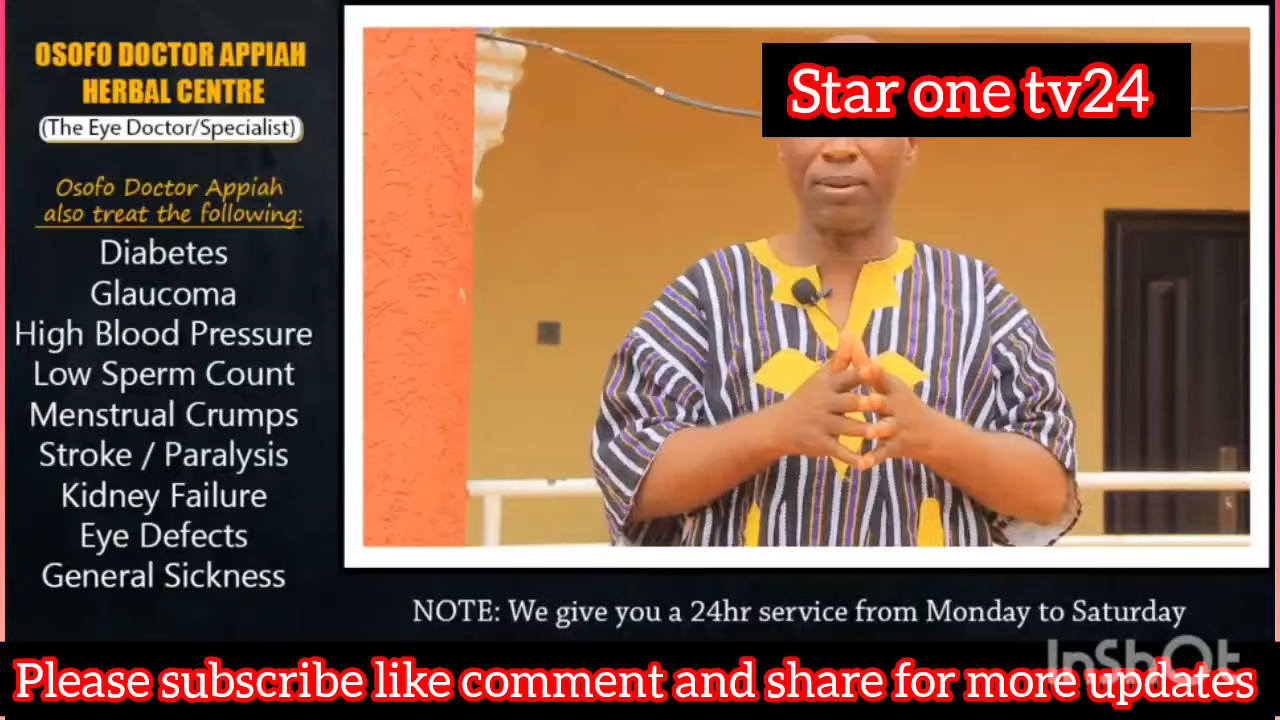 OSOFO DOCTOR APPIAH
HERBAL CENTRE
(The Eye Doctor/Specialist)
Osofo Doctor Appiah
also treat the following:
Diabetes
Glaucoma
High Blood Pressure
Low Sperm Count
Menstrual Crumps
Stroke / Paralysis
Kidney Failure
Eye Defects
General Sickness
Star one tv24
NOTE: We give you a 24hr service from Monday to Saturday
InShOt
Please subscribe like comment and share for more updates